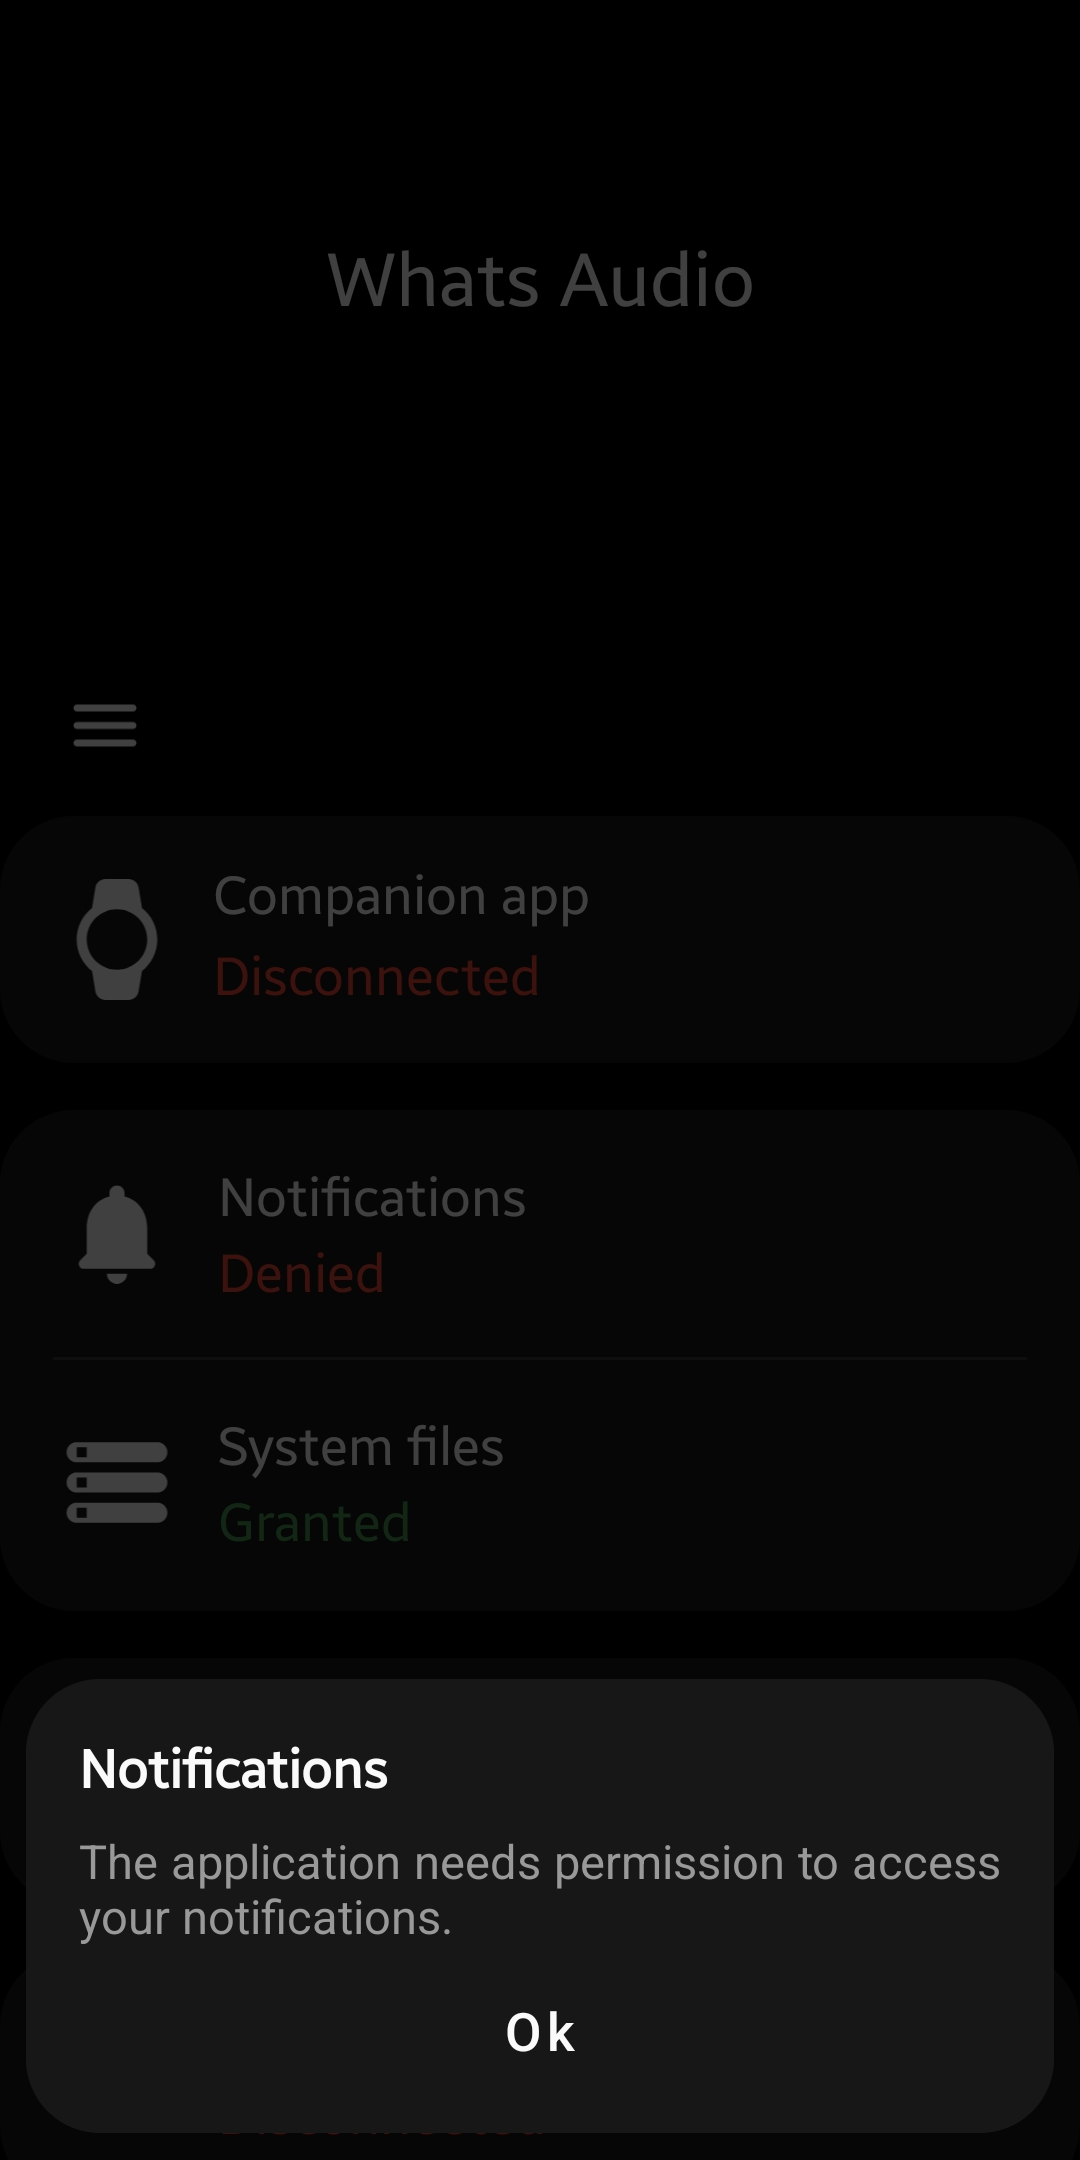 Whats Audio
Companion app
Disconnected
Notifications
Denied
System files
Granted
Notifications
The application needs permission to access
your notifications.
Ok